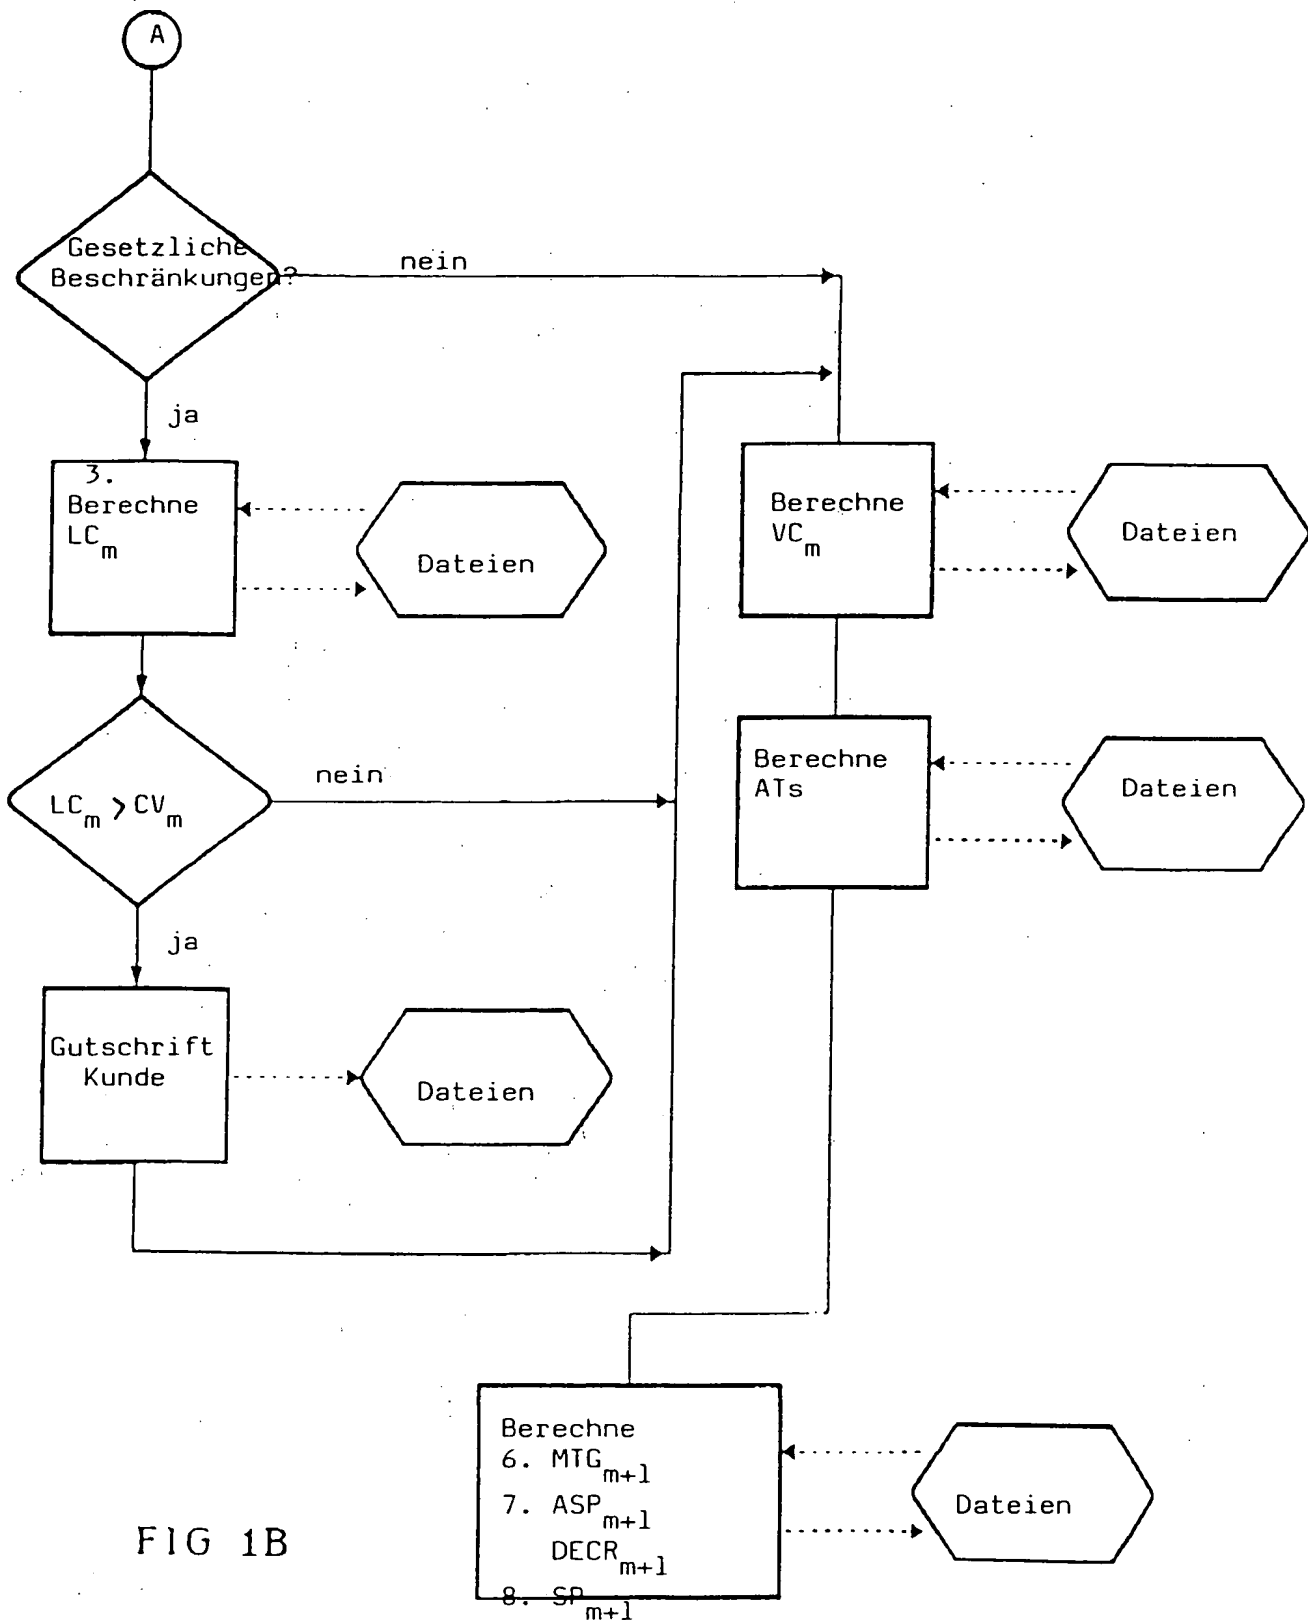 A
Gesetzliche
Beschränkungen?
nein
ja
3.
Berechne
LCm
Dateien
LCm > CVm
nein
ja
Gutschrift
Kunde
Dateien
Berechne
VCm
Dateien
Berechne
ATs
Dateien
Berechne
6. MTGm+1
7. ASPm+1
DECRm+1
8. SPm+1
Dateien
FIG 1B